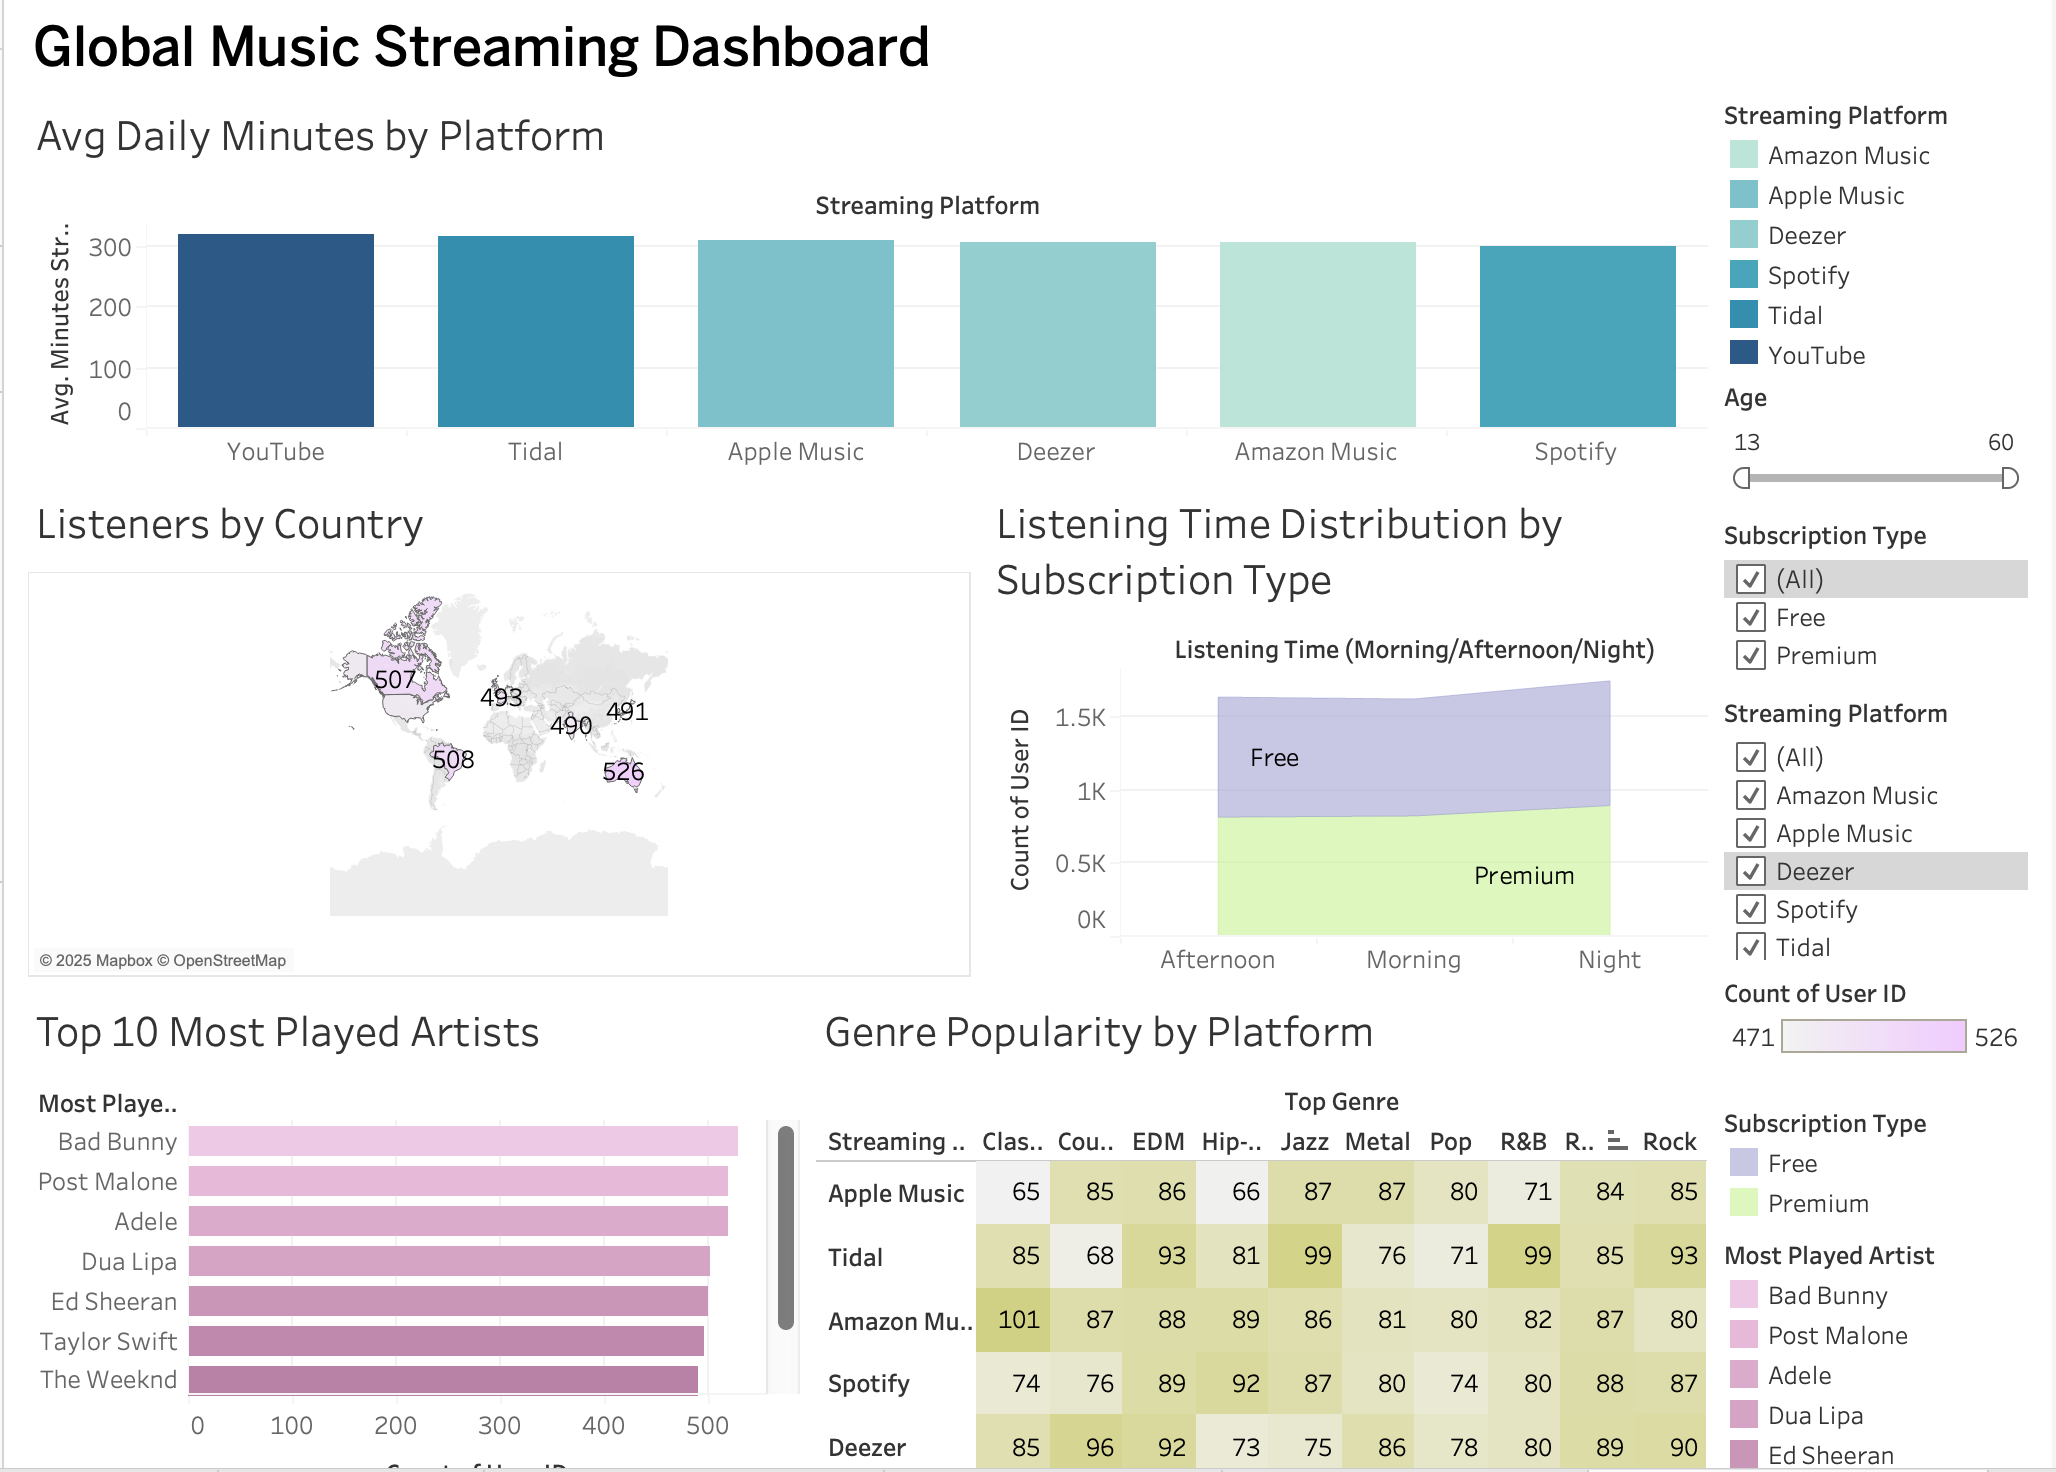 Global Music Streaming Dashboard
Avg Daily Minutes by Platform
Streaming Platform
Avg. Minutes Str..
300
200
100
0
YouTube Tidal Apple Music Deezer Amazon Music Spotify
Streaming Platform
Amazon Music
Apple Music
Deezer
Spotify
Tidal
YouTube
Age
13 60
Subscription Type
(All)
Free
Premium
Streaming Platform
(All)
Amazon Music
Apple Music
Deezer
Spotify
Tidal
Count of User ID
471 526
Subscription Type
Free
Premium
Most Played Artist
Bad Bunny
Post Malone
Adele
Dua Lipa
Ed Sheeran
Listeners by Country
507
493
491
490
508
526
© 2025 Mapbox © OpenStreetMap
Listening Time Distribution by
Subscription Type
Listening Time (Morning/Afternoon/Night)
Count of User ID
1.5K
1K
0.5K
0K
Free
Premium
Afternoon Morning Night
Top 10 Most Played Artists
Most Playe..
Bad Bunny
Post Malone
Adele
Dua Lipa
Ed Sheeran
Taylor Swift
The Weeknd
0 100 200 300 400 500
Genre Popularity by Platform
Top Genre
Streaming .. Clas.. Cou.. EDM Hip-.. Jazz Metal Pop R&B R.. Rock
Apple Music 65 85 86 66 87 87 80 71 84 85
Tidal 85 68 93 81 99 76 71 99 85 93
Amazon Mu.. 101 87 88 89 86 81 80 82 87 80
Spotify 74 76 89 92 87 80 74 80 88 87
Deezer 85 96 92 73 75 86 78 80 89 90